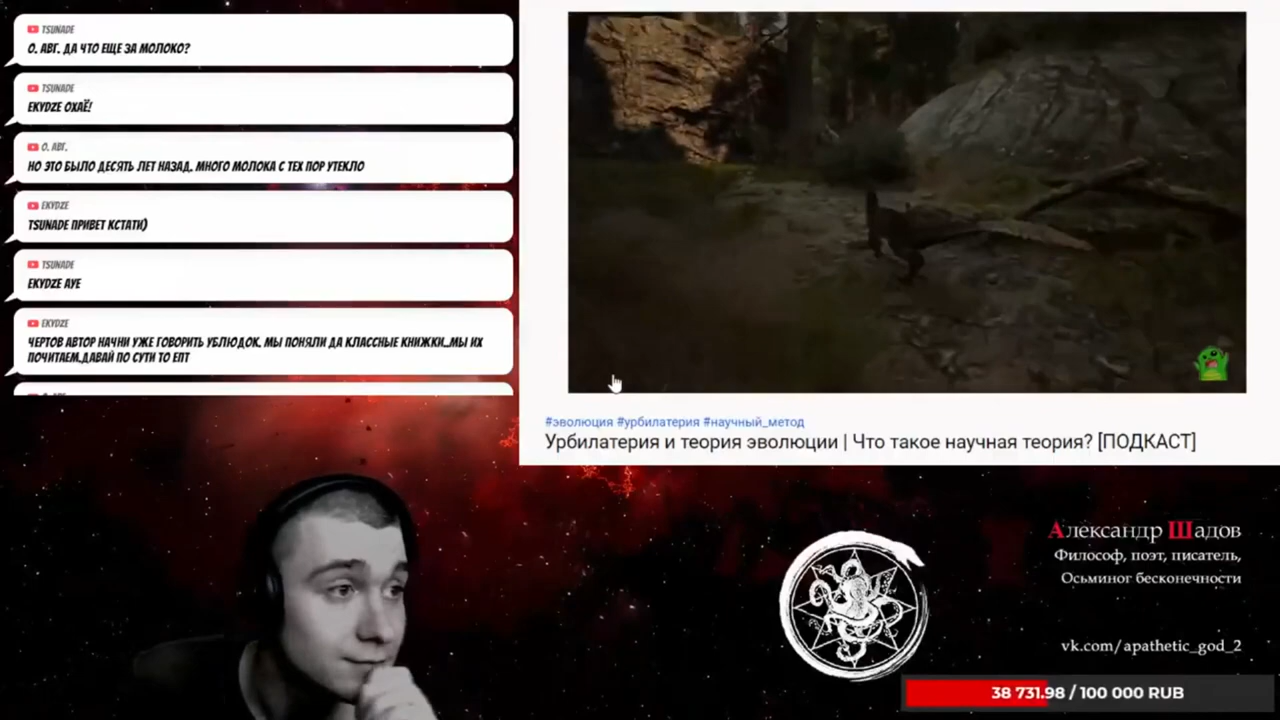 TSUNADE
О. АВГ. ДА ЧТО ЕЩЕ ЗА МОЛОКО?
TSUNADE
EKYDZE ОХАЁ!
О. АВГ.
НО ЭТО БЫЛО ДЕСЯТЬ ЛЕТ НАЗАД. МНОГО МОЛОКА С ТЕХ ПОР УТЕКЛО
EKYDZE
TSUNADE ПРИВЕТ КСТАТИ)
TSUNADE
EKYDZE АУЕ
EKYDZE
ЧЕРТОВ АВТОР НАЧНИ УЖЕ ГОВОРИТЬ УБЛЮДОК. МЫ ПОНЯЛИ ДА КЛАССНЫЕ КНИЖКИ..МЫ ИХ
ПОЧИТАЕМ.ДАВАЙ ПО СУТИ ТО ЕПТ
#эволюция #урбилатерия #научный_метод
Урбилатерия и теория эволюции | Что такое научная теория? [ПОДКАСТ]
Александр Шадов
Философ, поэт, писатель,
Осьминог бесконечности
vk.com/apathetic_god_2
38 731.98 / 100 000 RUB